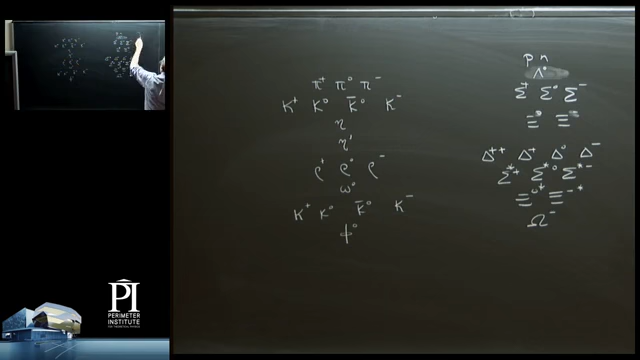 π⁺ π⁰ π⁻
K⁺ K⁰ K̄⁰ K⁻
η
η'
ρ⁺ ρ⁰ ρ⁻
ω⁰
K⁺ K⁰ K̄⁰ K⁻
ϕ⁰
p n
Λ⁰
Σ⁺ Σ⁰ Σ⁻
Ξ Ξ
Δ⁺⁺ Δ⁺ Δ⁰ Δ⁻
Σ*⁺ Σ*⁰ Σ*⁻
Ξ⁰* Ξ⁻*
Ω⁻
PI
PERIMETER
INSTITUTE
FOR THEORETICAL PHYSICS